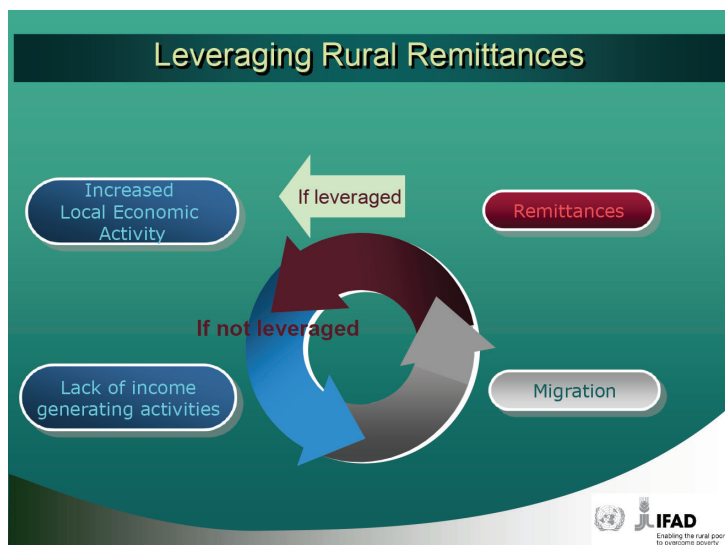 Leveraging Rural Remittances
Increased
Local Economic
Activity
If leveraged
Remittances
If not leveraged
Lack of income
generating activities
Migration
IFAD
Enabling the rural poor
to overcome poverty